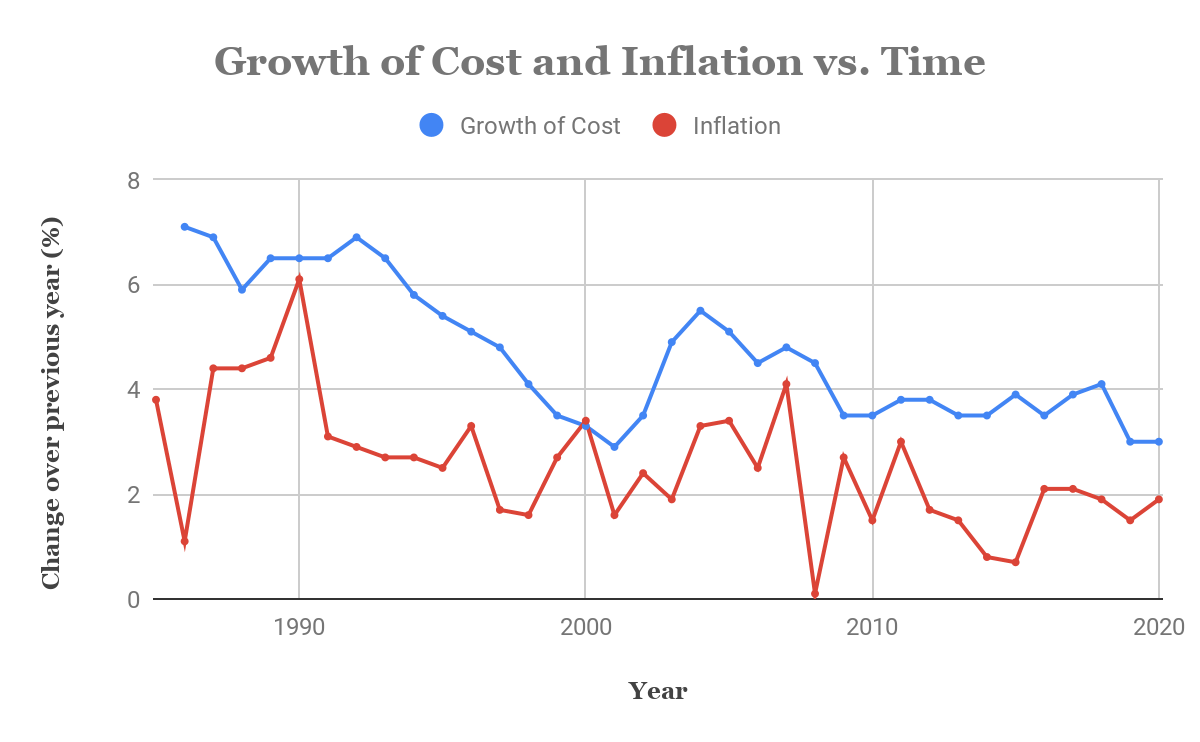 Growth of Cost and Inflation vs. Time
Growth of Cost Inflation
Change over previous year (%)
8
6
4
2
0
1990 2000 2010 2020
Year